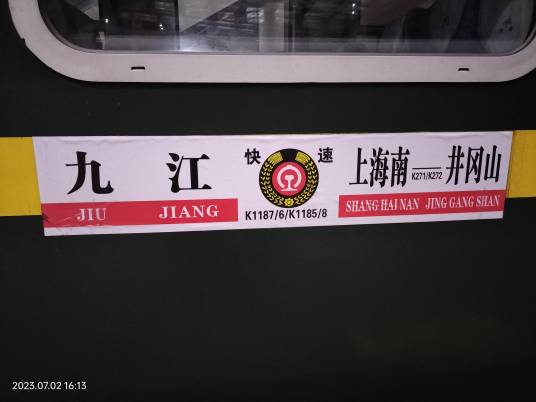 九 江
JIU JIANG
快 速
K1187/6/K1185/8
上海南——井冈山
K271/K272
SHANG HAI NAN JING GANG SHAN
2023.07.02 16:13